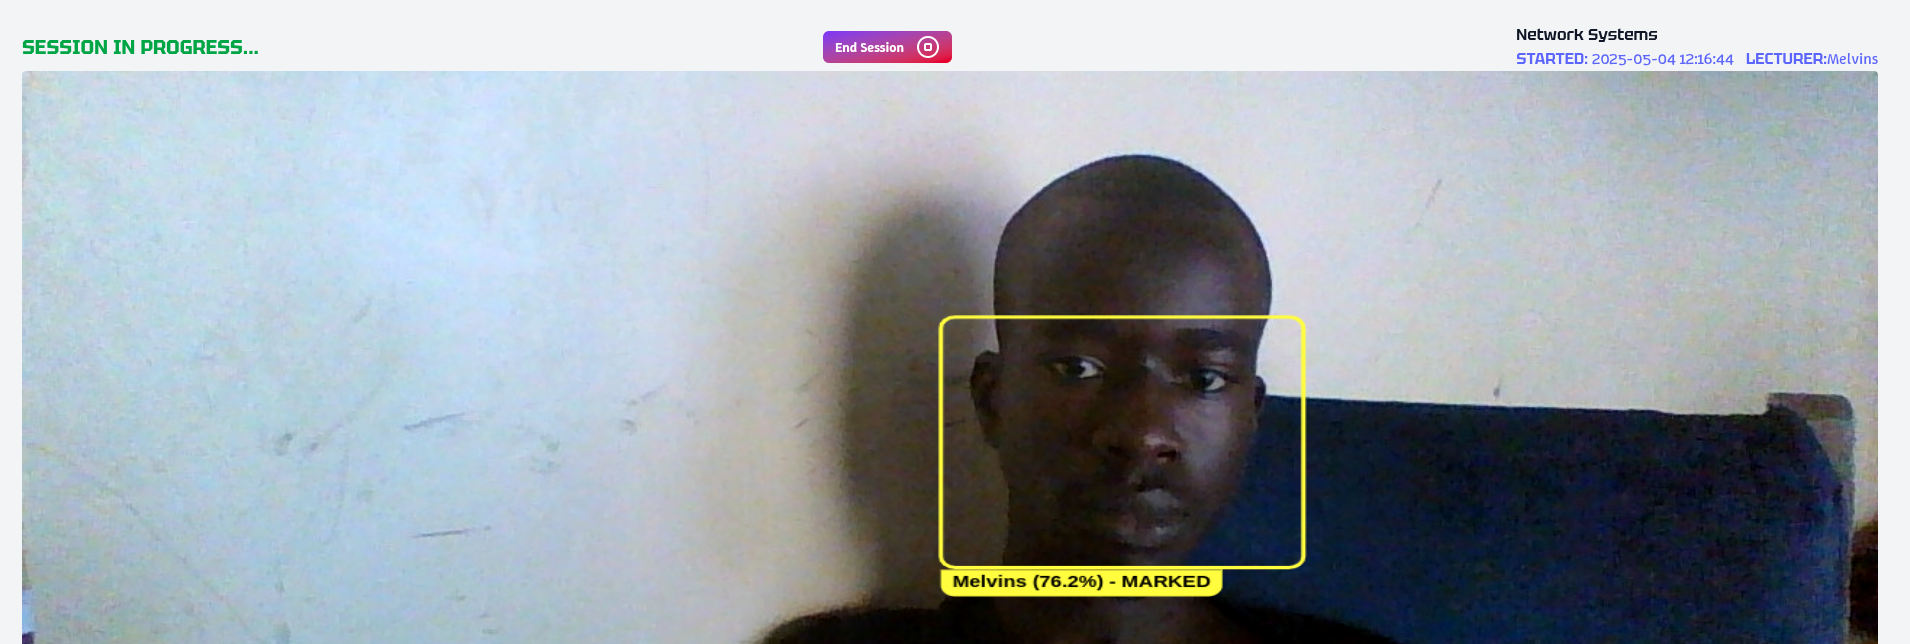 SESSION IN PROGRESS...
End Session
Network Systems
STARTED: 2025-05-04 12:16:44 LECTURER:Melvins
Melvins (76.2%) - MARKED